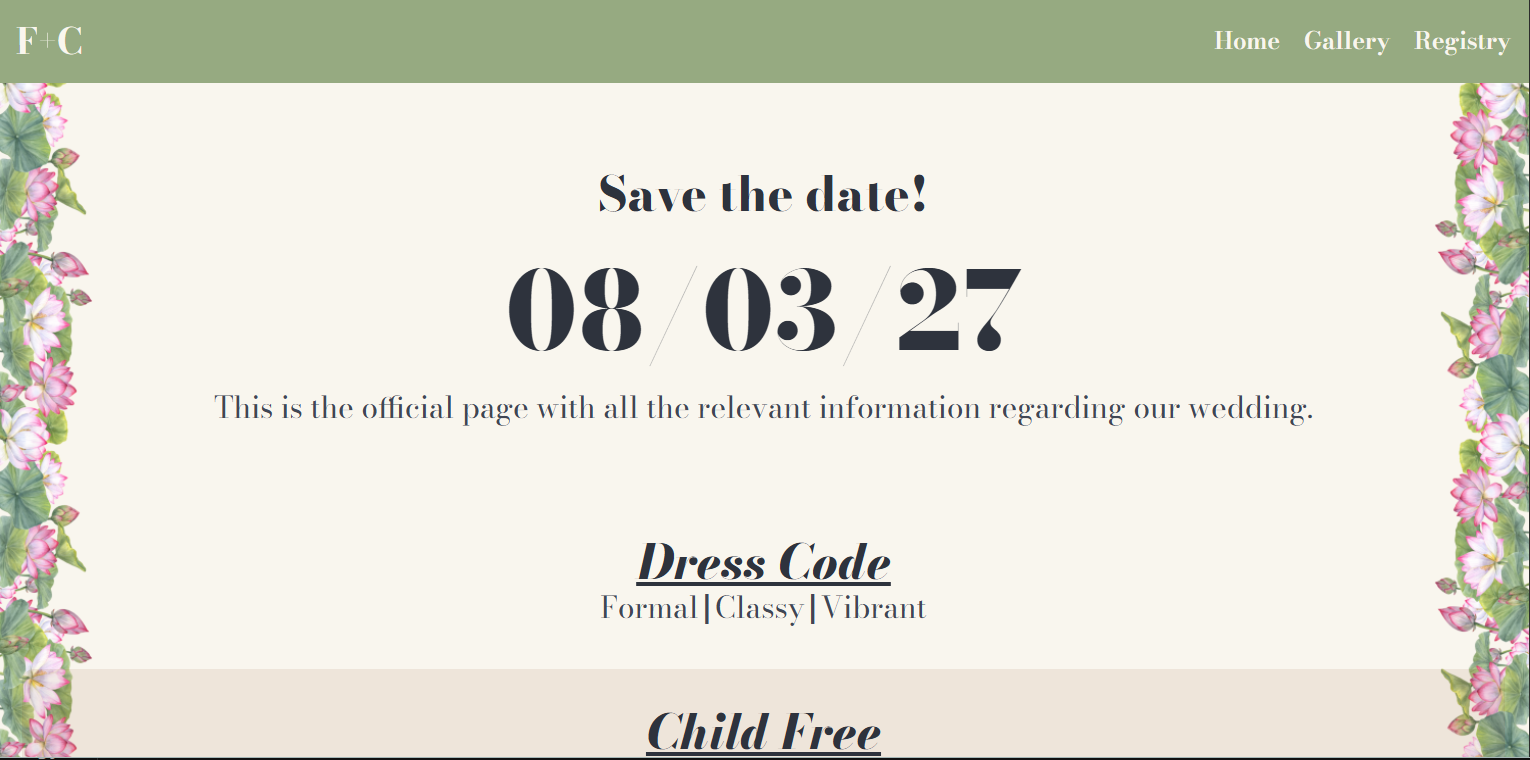 F+C
Home Gallery Registry
Save the date!
08/03/27
This is the official page with all the relevant information regarding our wedding.
Dress Code
Formal|Classy|Vibrant
Child Free